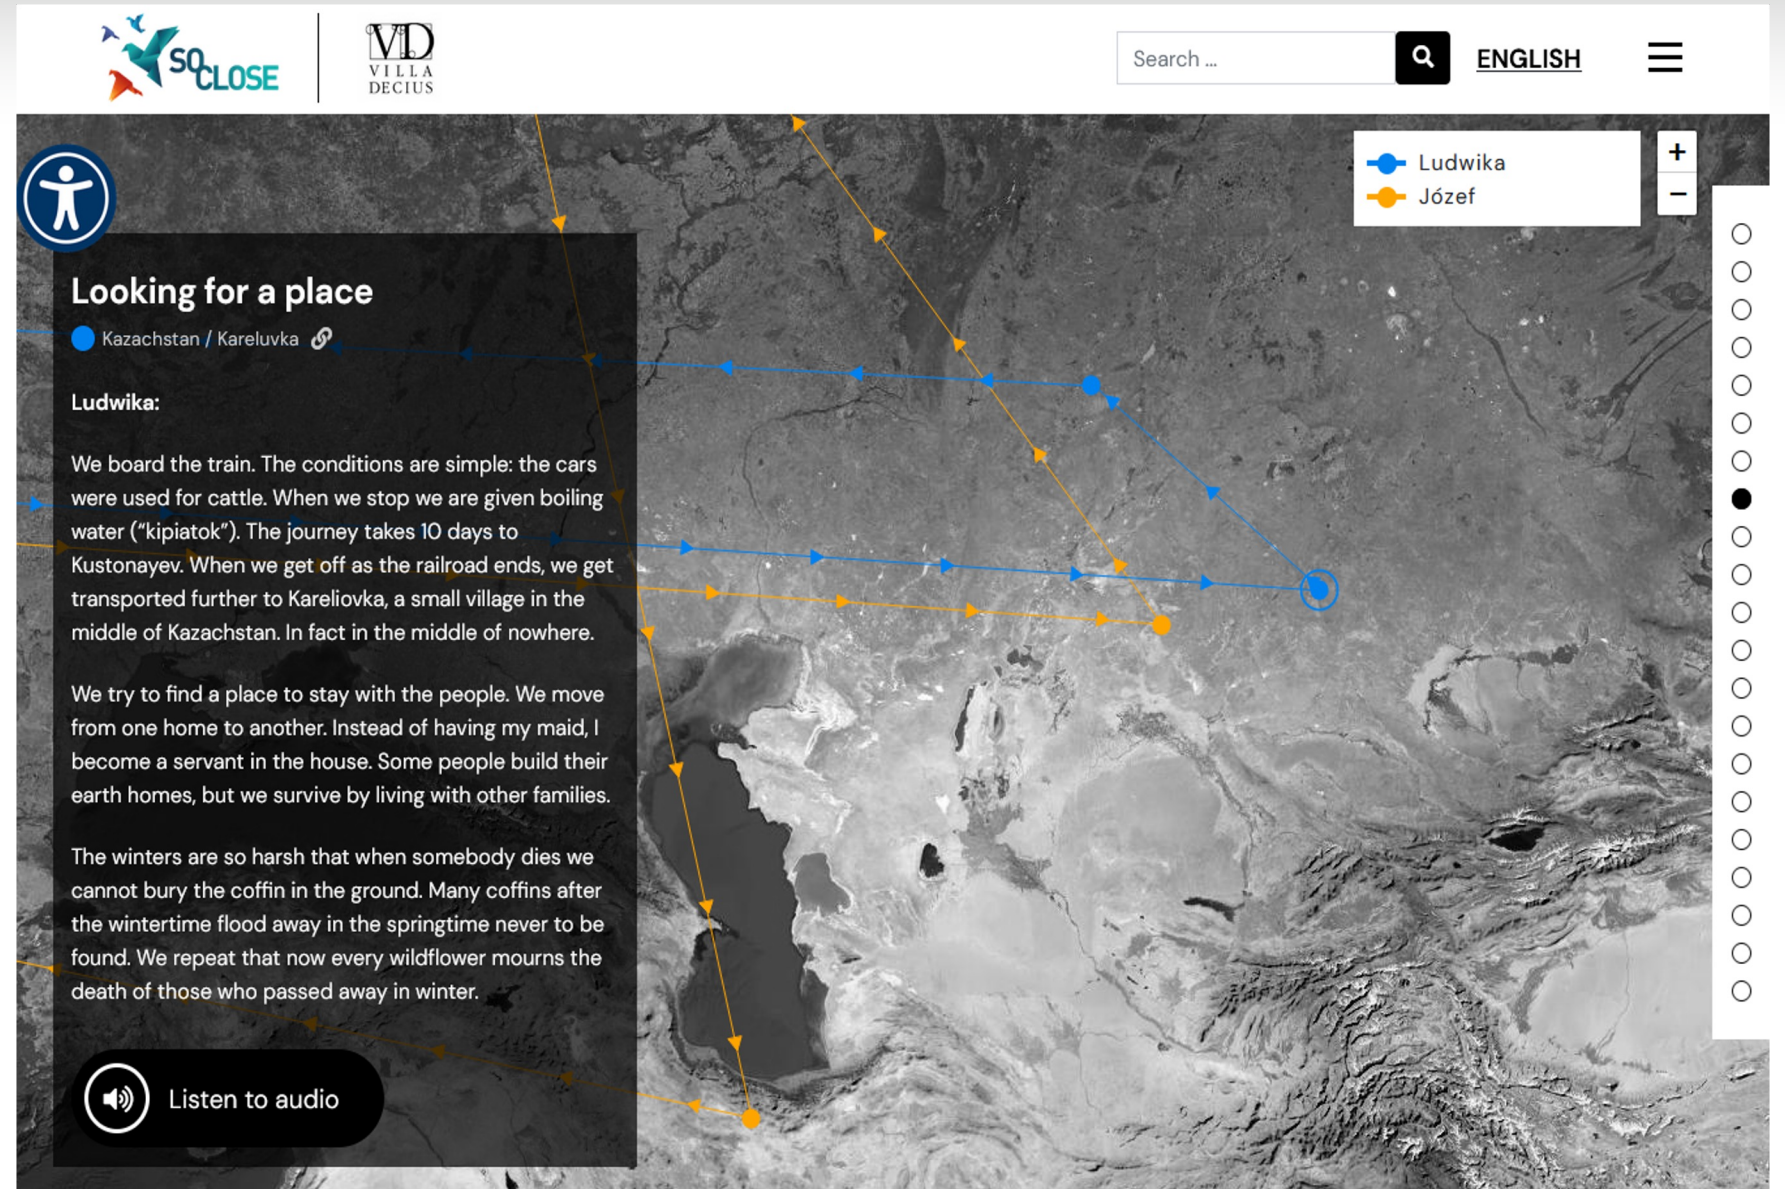 SO
CLOSE
VD
VILLA
DECIUS
Search ...
ENGLISH
Ludwika
Józef
+
−
Looking for a place
Kazachstan / Kareluvka
Ludwika:
We board the train. The conditions are simple: the cars
were used for cattle. When we stop we are given boiling
water (“kipiatok”). The journey takes 10 days to
Kustonayev. When we get off as the railroad ends, we get
transported further to Kareliovka, a small village in the
middle of Kazachstan. In fact in the middle of nowhere.
We try to find a place to stay with the people. We move
from one home to another. Instead of having my maid, I
become a servant in the house. Some people build their
earth homes, but we survive by living with other families.
The winters are so harsh that when somebody dies we
cannot bury the coffin in the ground. Many coffins after
the wintertime flood away in the springtime never to be
found. We repeat that now every wildflower mourns the
death of those who passed away in winter.
Listen to audio